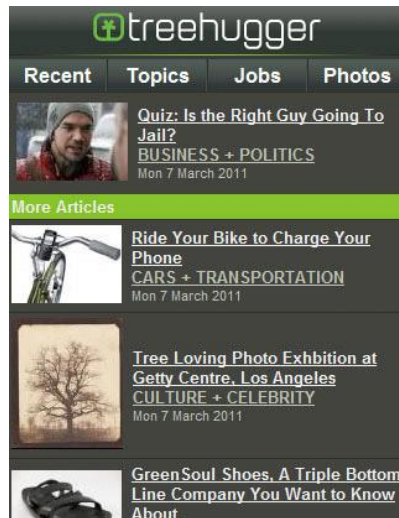 treehugger
Recent Topics Jobs Photos
Quiz: Is the Right Guy Going To
Jail?
BUSINESS + POLITICS
Mon 7 March 2011
More Articles
Ride Your Bike to Charge Your
Phone
CARS + TRANSPORTATION
Mon 7 March 2011
Tree Loving Photo Exhbition at
Getty Centre, Los Angeles
CULTURE + CELEBRITY
Mon 7 March 2011
GreenSoul Shoes, A Triple Bottom
Line Company You Want to Know
About